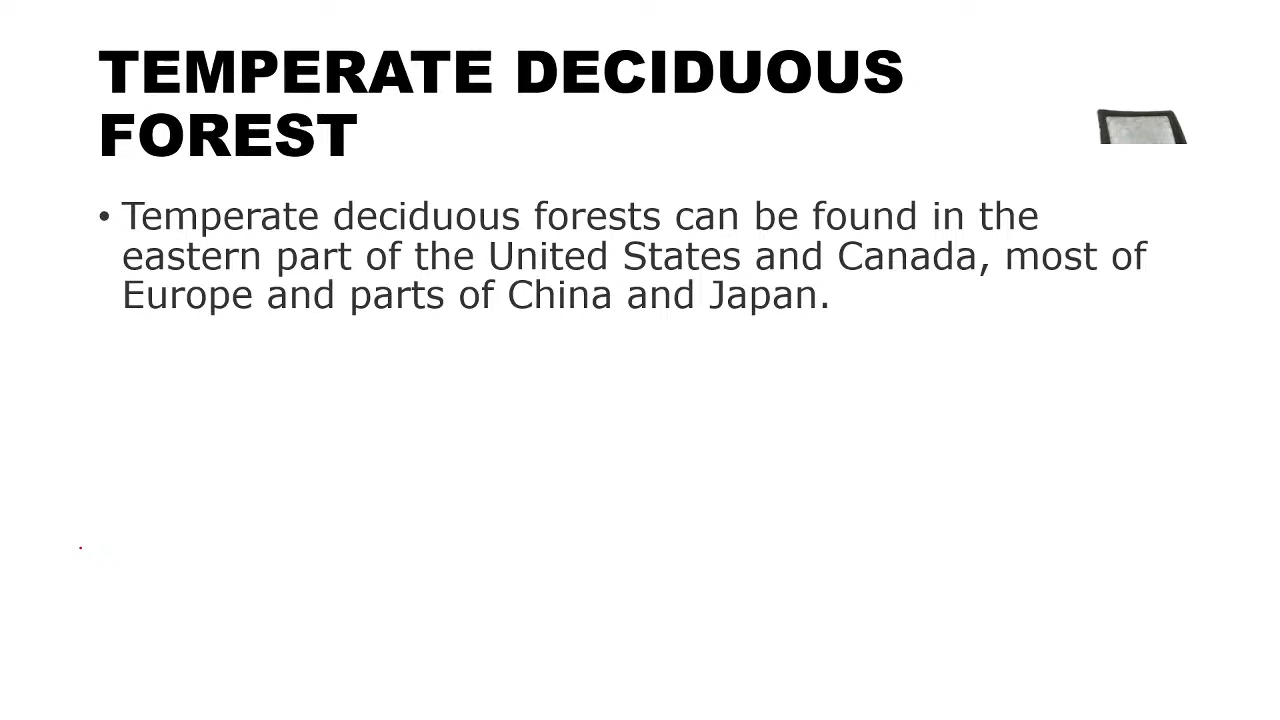 TEMPERATE DECIDUOUS
FOREST
• Temperate deciduous forests can be found in the
eastern part of the United States and Canada, most of
Europe and parts of China and Japan.